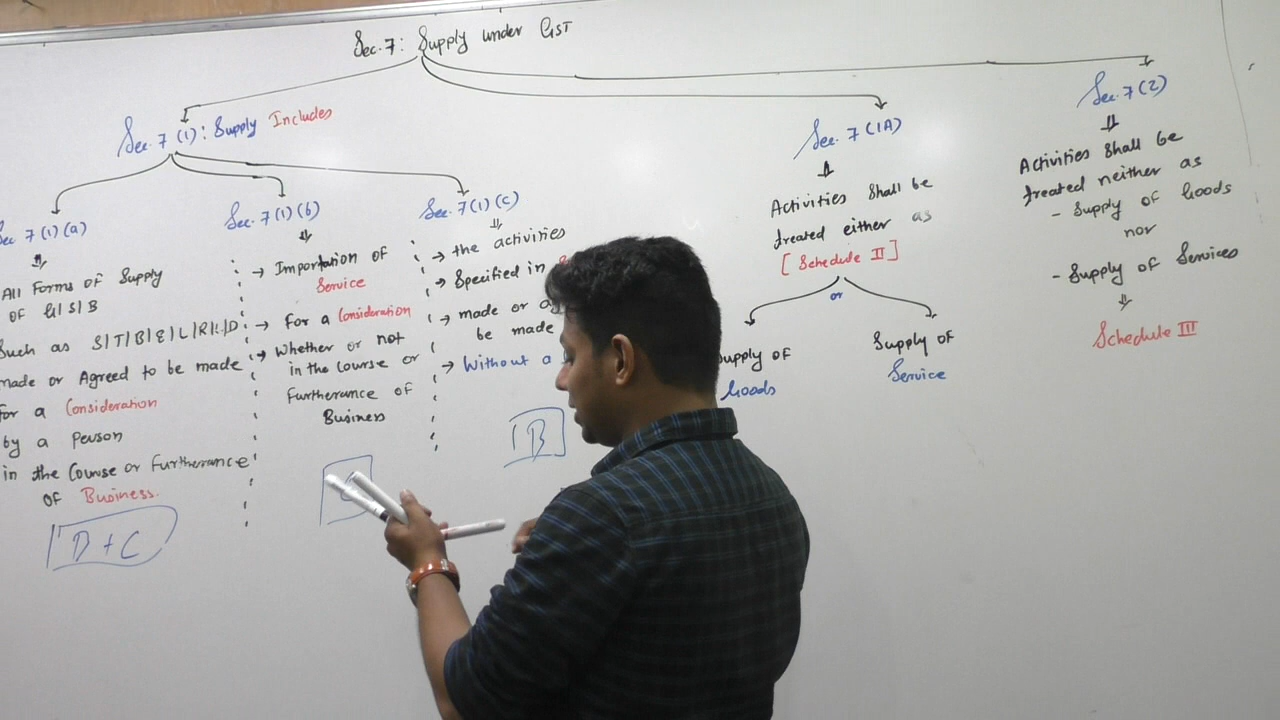 Sec. 7 : Supply under GST
Sec. 7 (1) : Supply Includes
Sec. 7 (1A)
Sec. 7 (2)
Sec 7(1)(a)
All Forms of Supply
of G/S/B
Such as S/T/B/E/L/R/L/D
made or Agreed to be made
for a Consideration
by a person
in the Course or Furtherance
of Business.
D + C
Sec. 7(1)(b)
→ Importation of
Service
→ For a Consideration
→ Whether or not
in the Course or
Furtherance of
Business
Sec. 7(1)(c)
→ the activities
→ Specified in
→ made or
be made
→ Without a
B
Activities Shall be
treated either as
[ Schedule II ]
or
Supply of
Goods
Supply of
Service
Activities Shall be
treated neither as
- Supply of Goods
nor
- Supply of Services
Schedule III